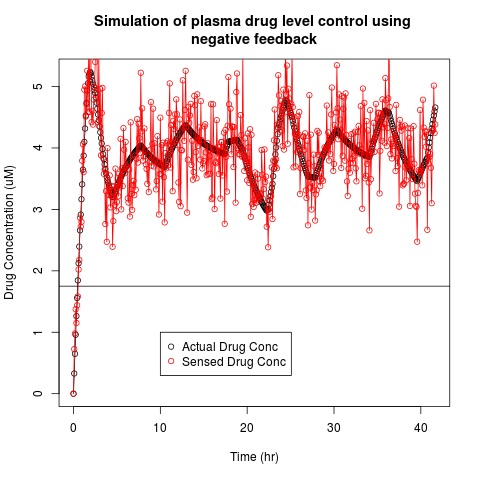 Simulation of plasma drug level control using
negative feedback
Drug Concentration (uM)
5
4
3
2
1
0
Actual Drug Conc
Sensed Drug Conc
0 10 20 30 40
Time (hr)